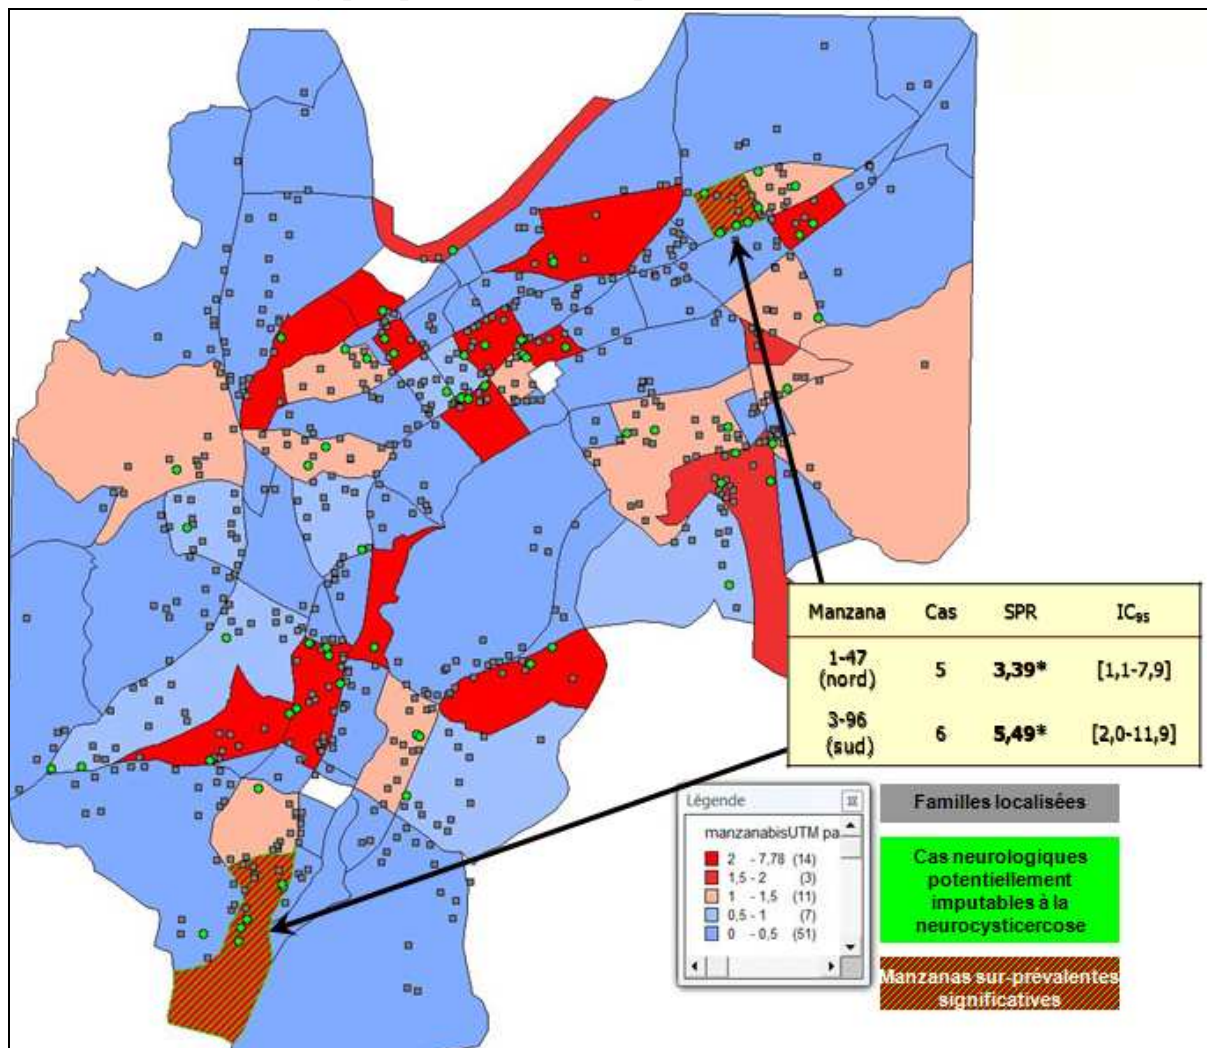 Manzana Cas SPR IC95
1-47
(nord) 5 3,39* [1,1-7,9]
3-96
(sud) 6 5,49* [2,0-11,9]
Légende
manzanabisUTM pa
2 - 7,78 (14)
1,5 - 2 (3)
1 - 1,5 (11)
0,5 - 1 (7)
0 - 0,5 (51)
Familles localisées
Cas neurologiques
potentiellement
imputables à la
neurocysticercose
Manzanas sur-prévalentes
significatives